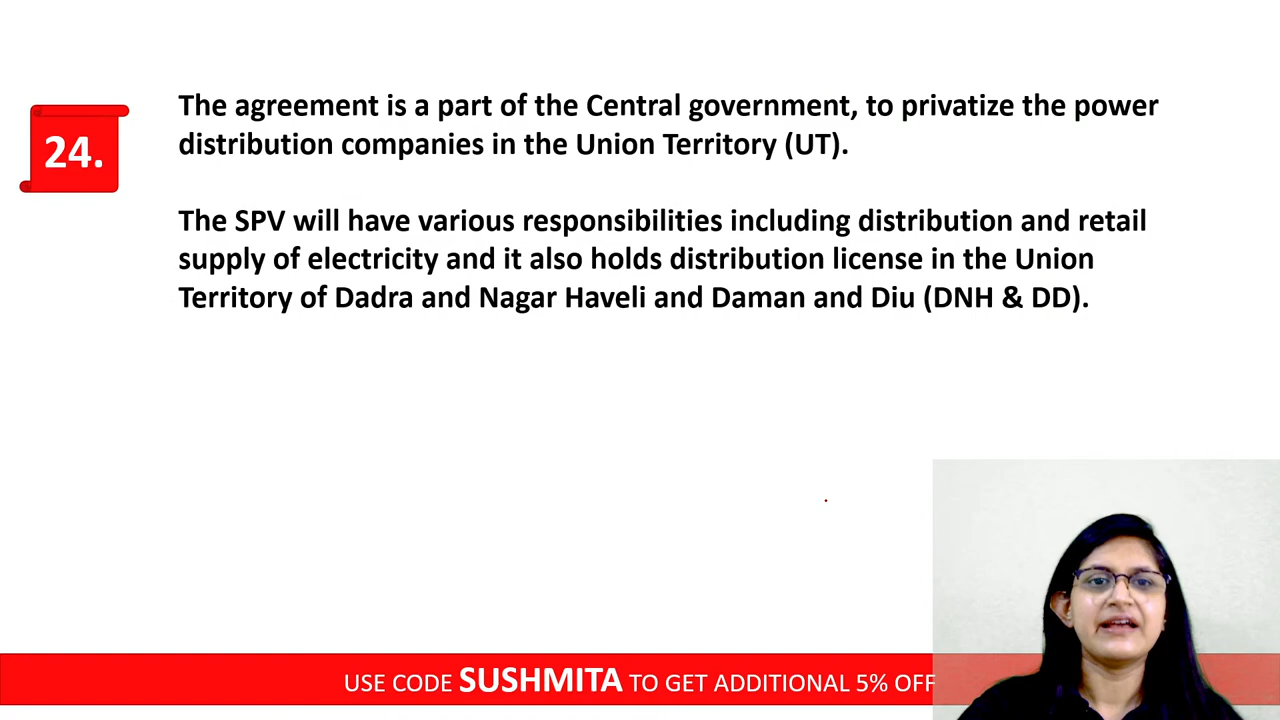 24.
The agreement is a part of the Central government, to privatize the power
distribution companies in the Union Territory (UT).
The SPV will have various responsibilities including distribution and retail
supply of electricity and it also holds distribution license in the Union
Territory of Dadra and Nagar Haveli and Daman and Diu (DNH & DD).
USE CODE SUSHMITA TO GET ADDITIONAL 5% OFF